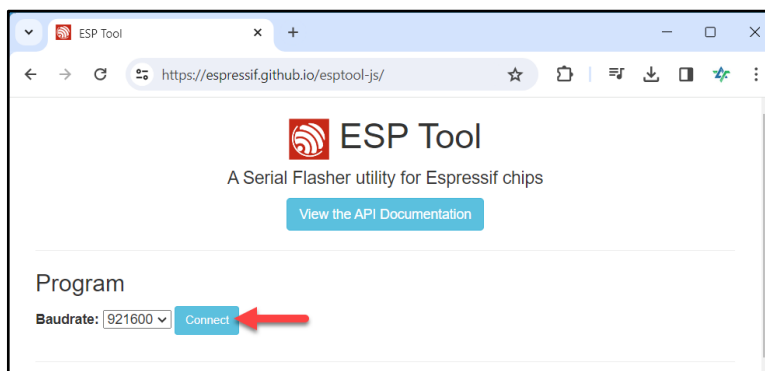 ESP Tool
https://espressif.github.io/esptool-js/
ESP Tool
A Serial Flasher utility for Espressif chips
View the API Documentation
Program
Baudrate: 921600 Connect